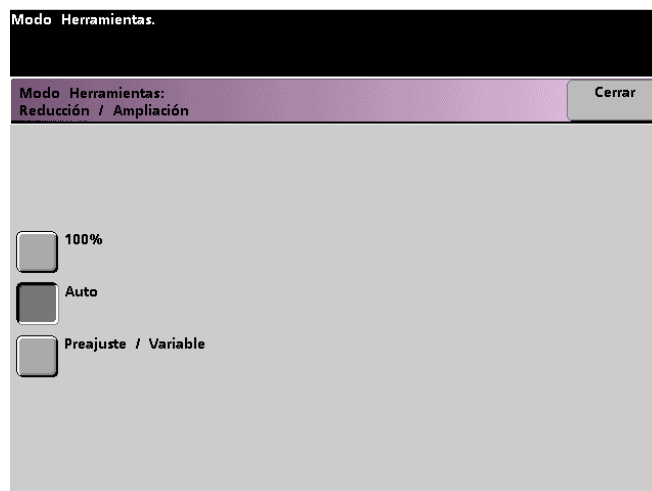 Modo Herramientas.
Modo Herramientas:
Reducción / Ampliación
Cerrar
100%
Auto
Preajuste / Variable